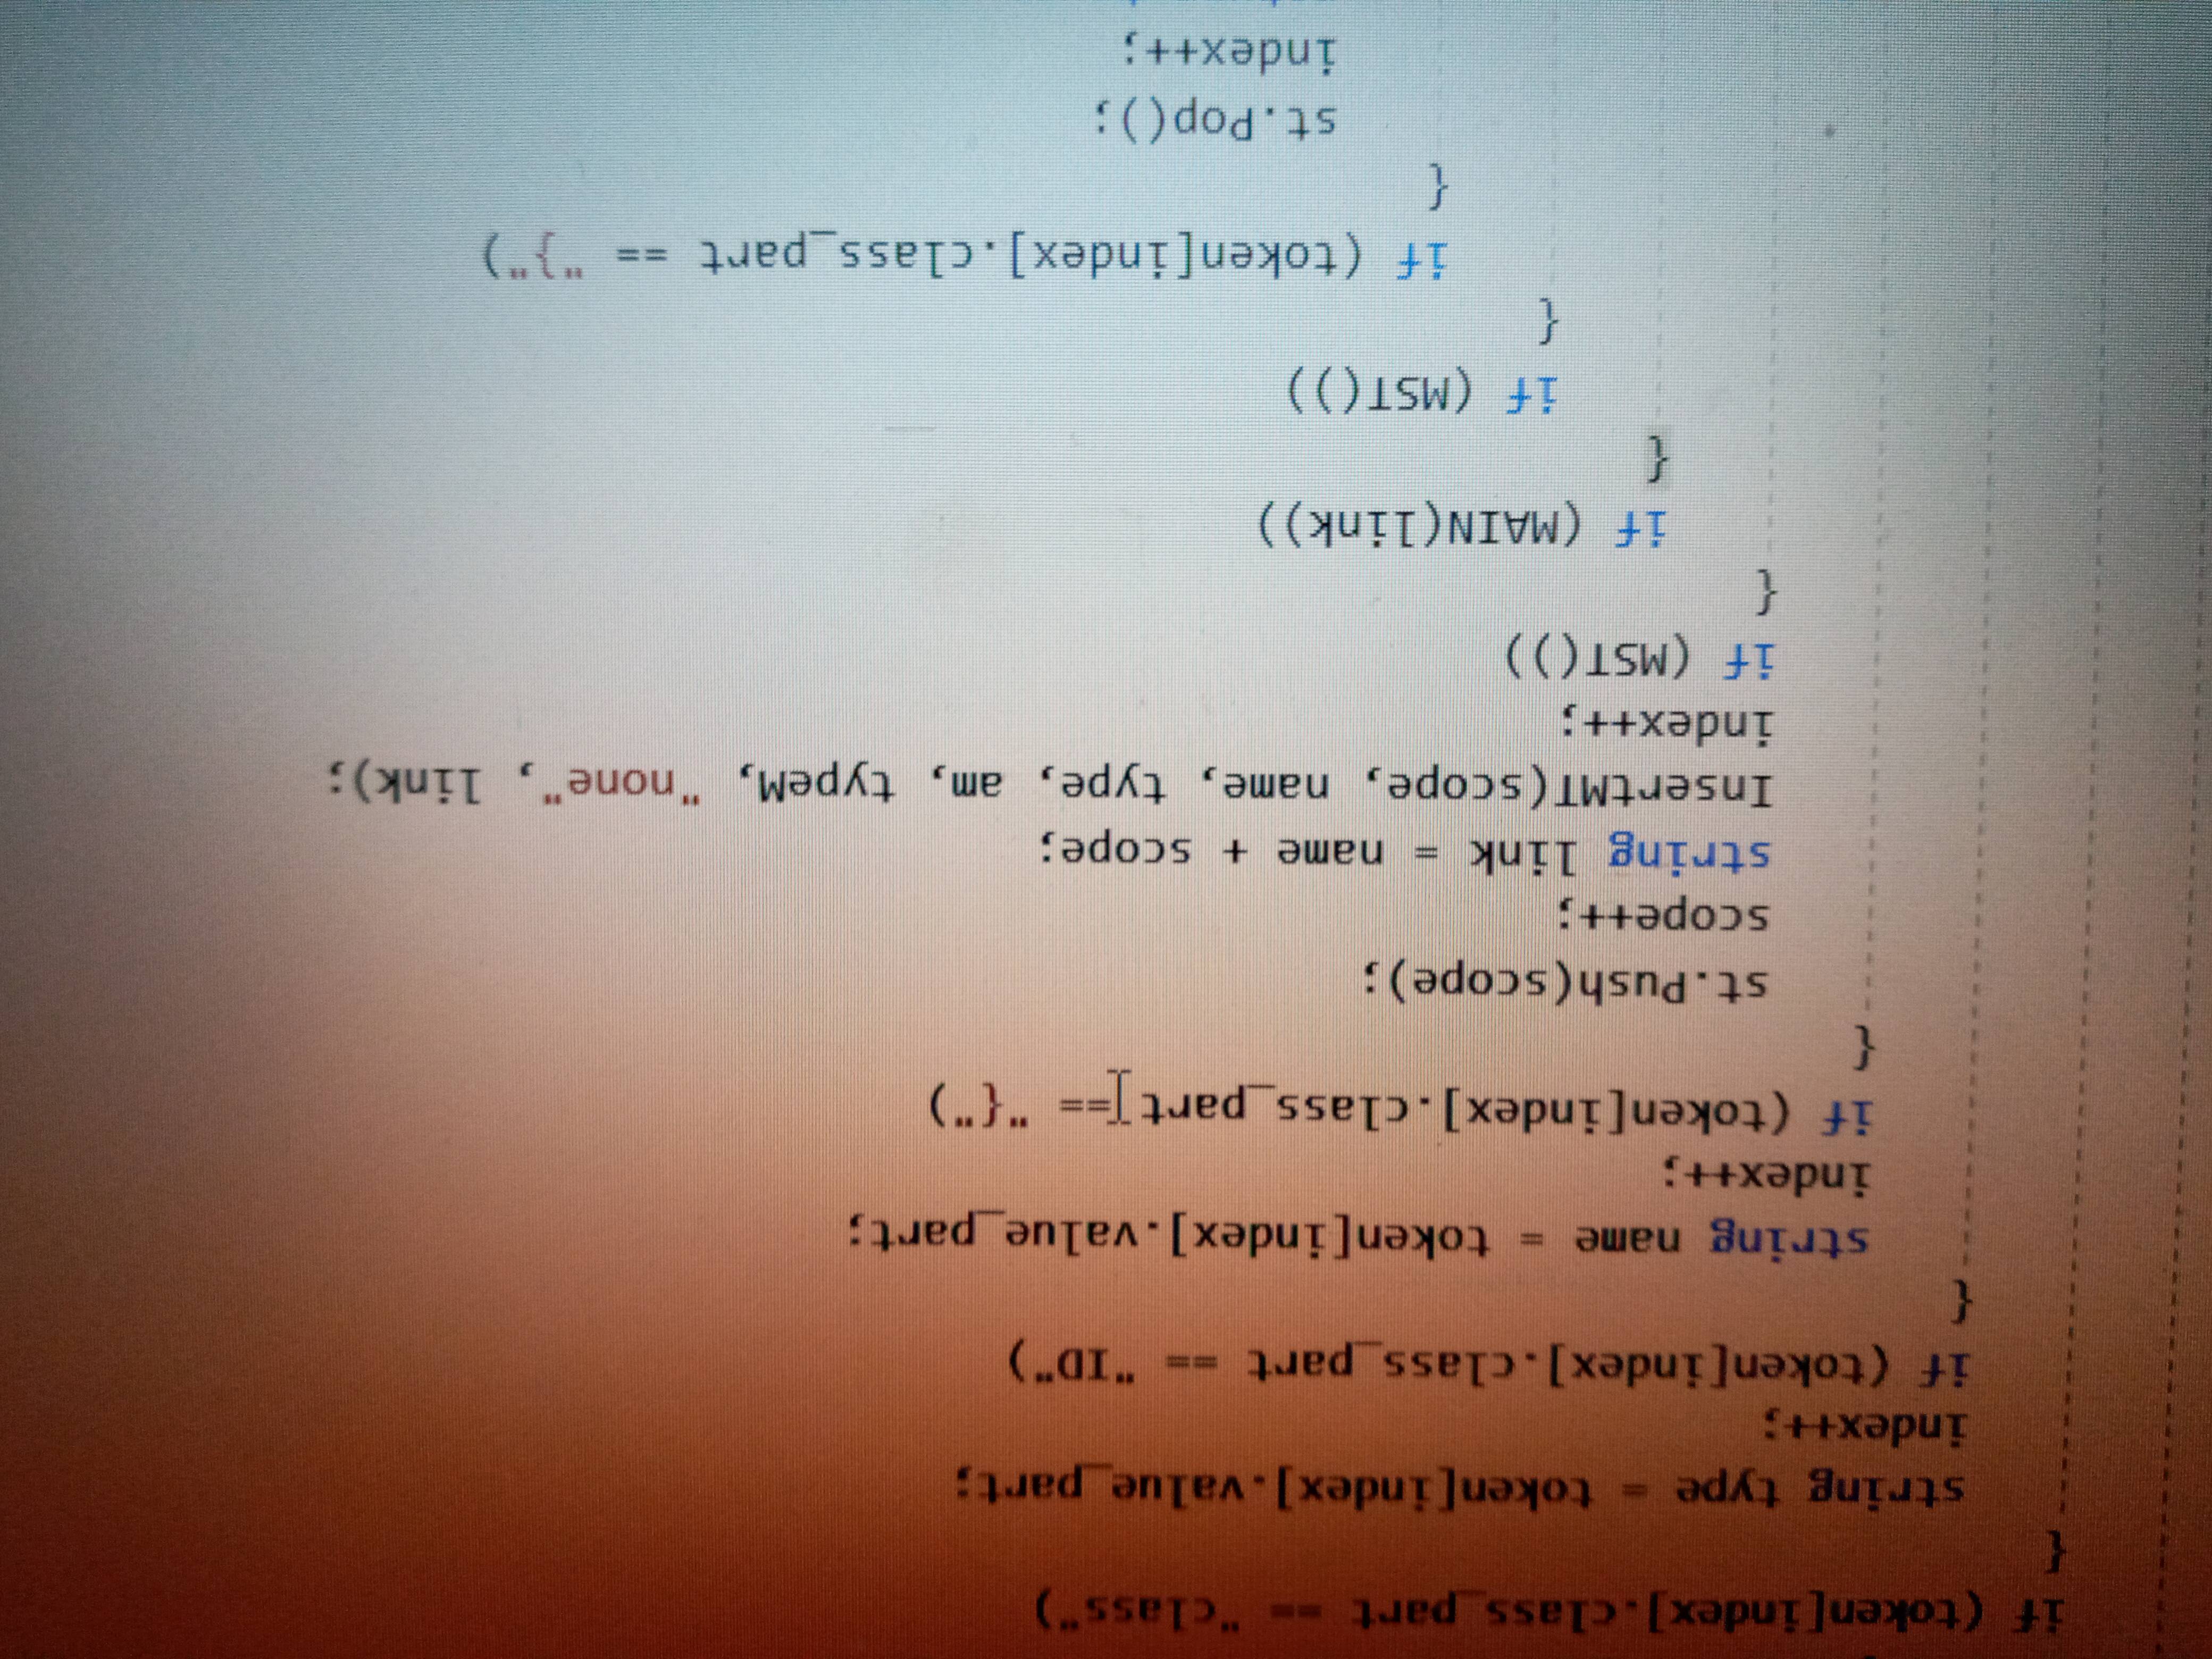 if (token[index].class_part == "class")
{
string type = token[index].value_part;
index++;
if (token[index].class_part == "ID")
{
string name = token[index].value_part;
index++;
if (token[index].class_part == "{")
{
st.Push(scope);
scope++;
string link = name + scope;
InsertMT(scope, name, type, am, typeM, "none", link);
index++;
if (MST())
{
if (MAIN(link))
{
if (MST())
{
if (token[index].class_part == "}")
{
st.Pop();
index++;